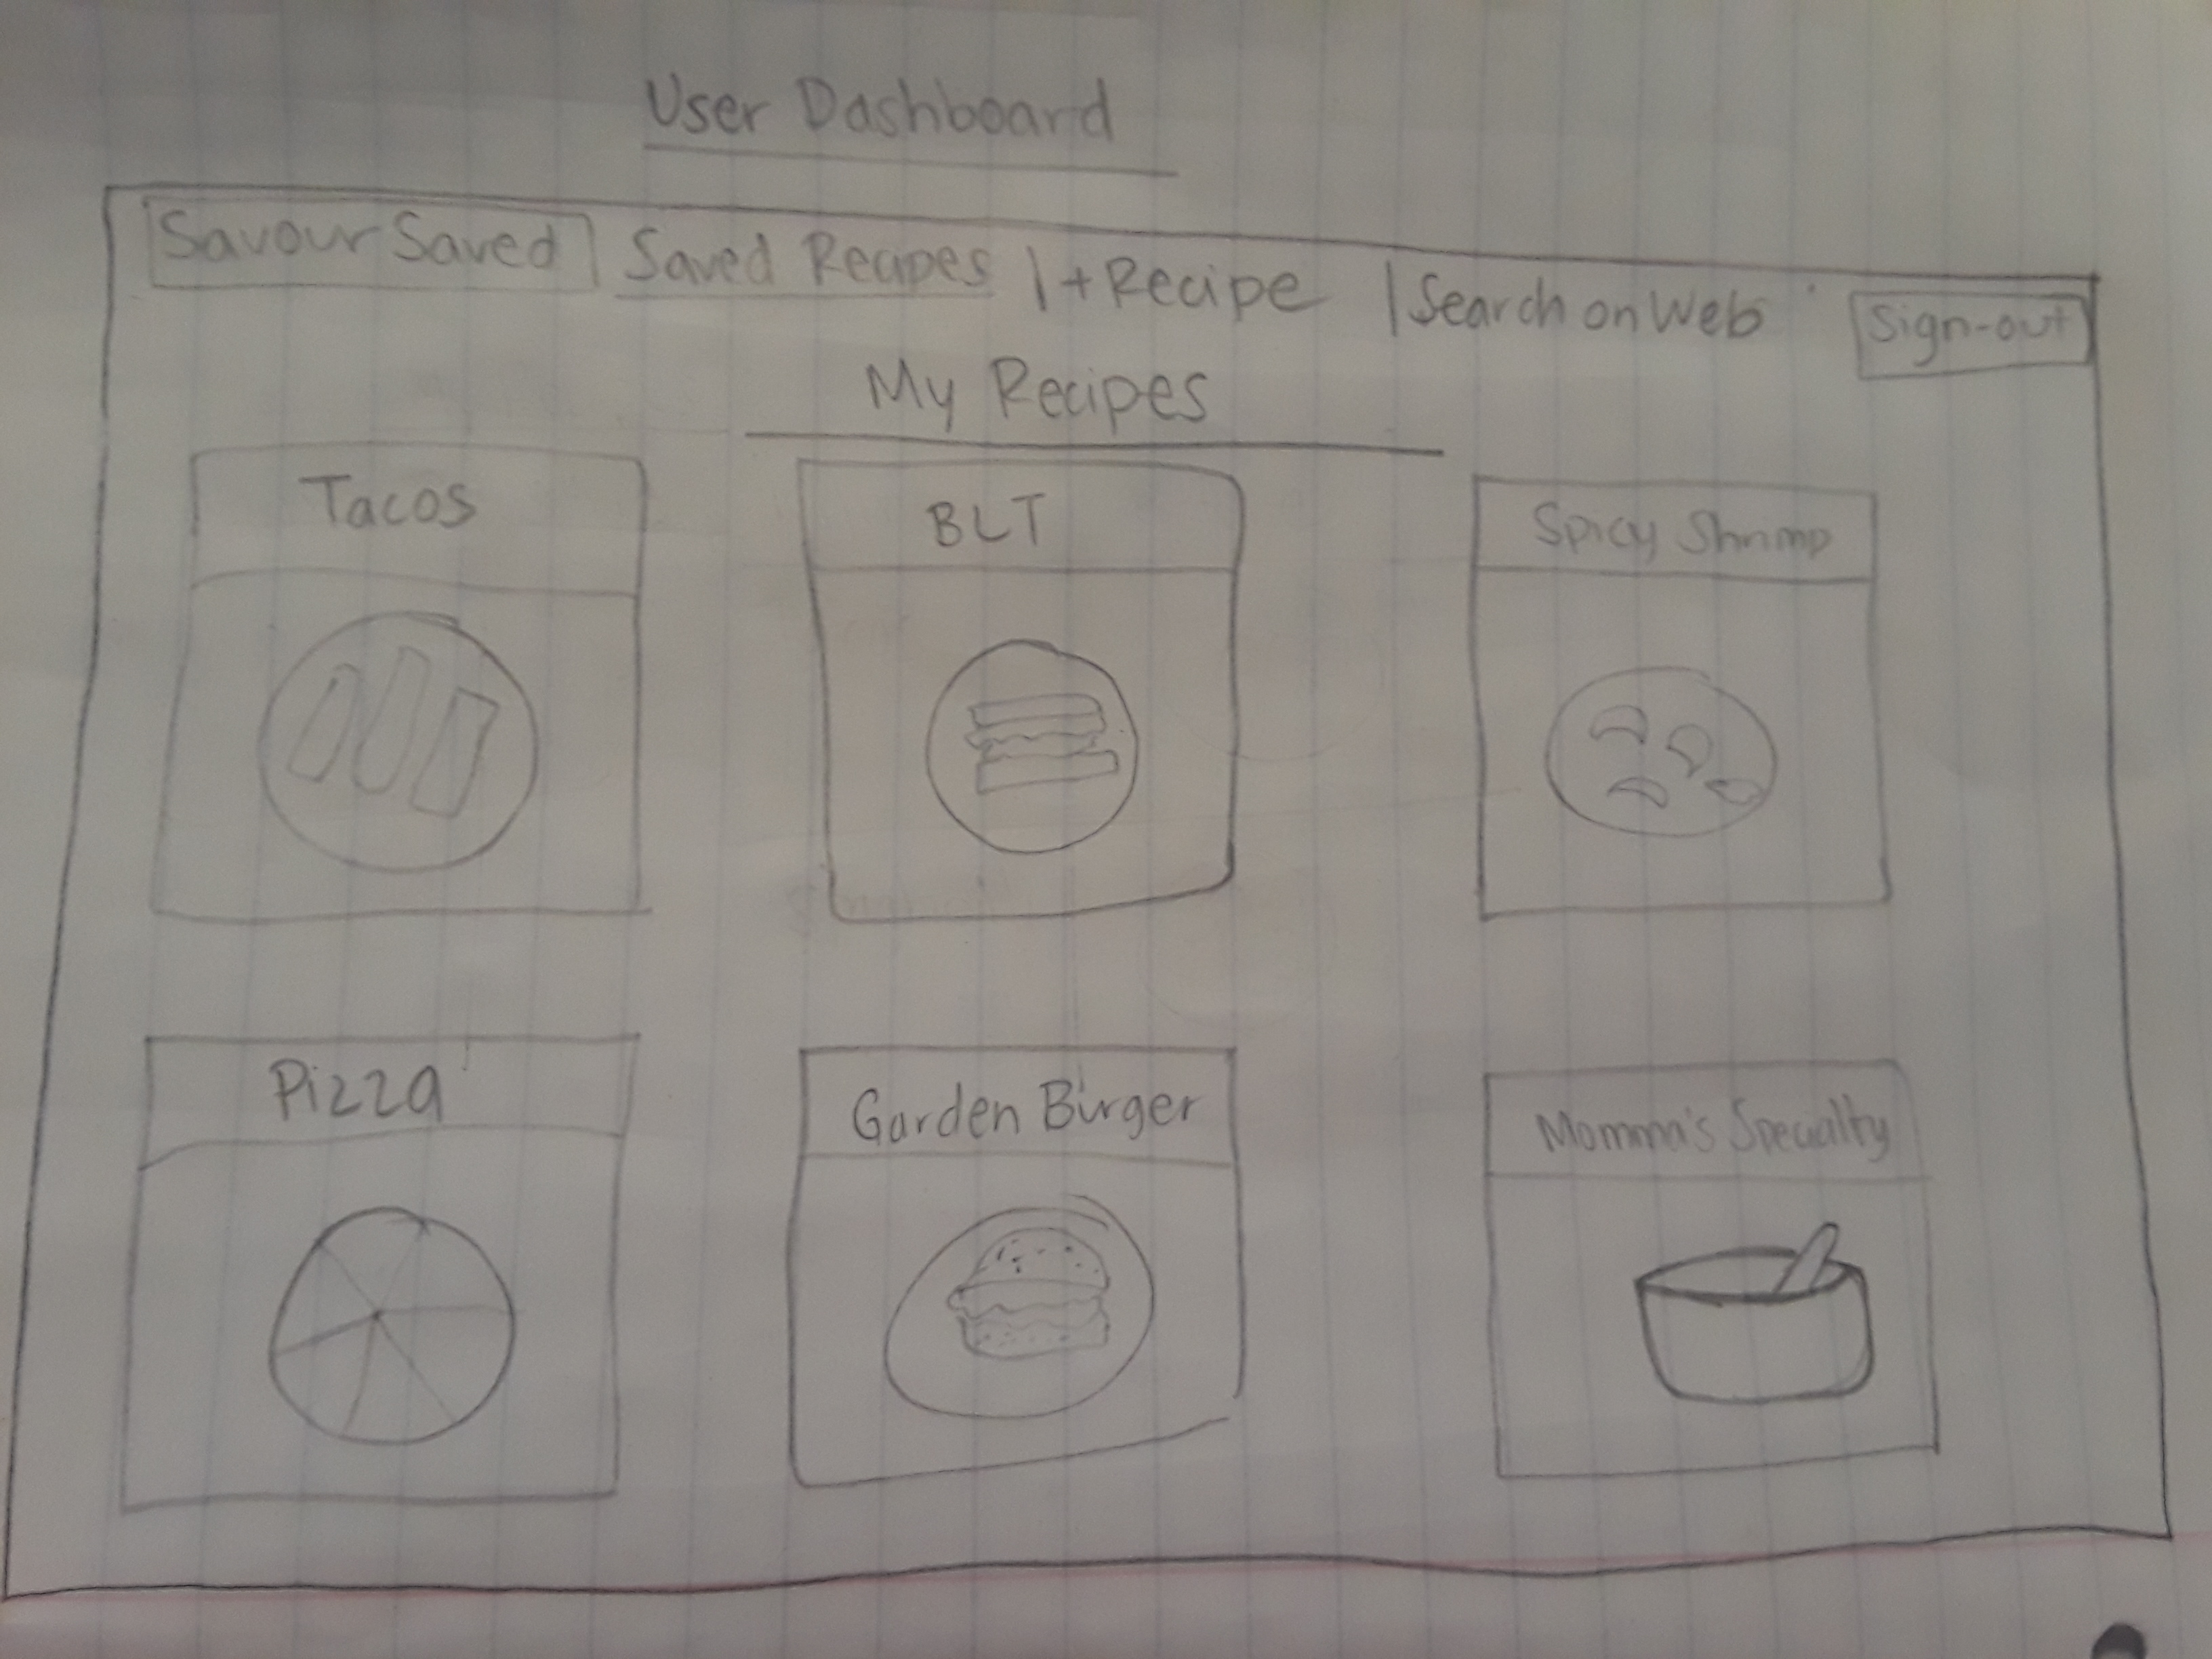 User Dashboard
Savour Saved Saved Recipes | + Recipe | Search on Web Sign-out
My Recipes
Tacos BLT Spicy Shrimp
Pizza Garden Burger Momma's Specialty